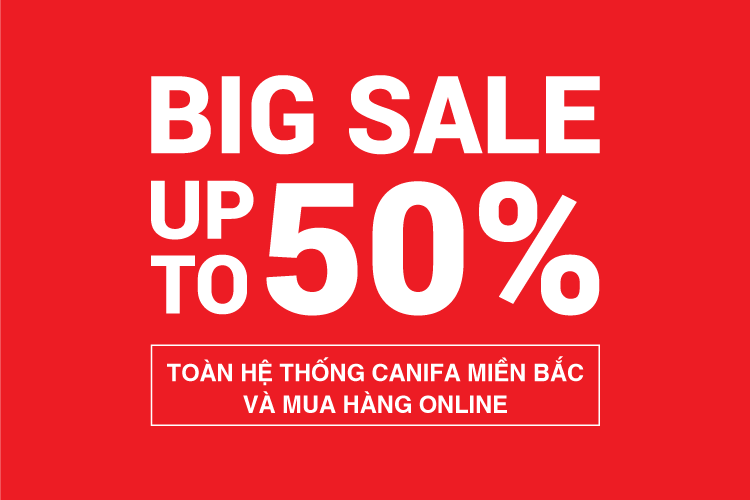 BIG SALE
UP TO 50%
TOÀN HỆ THỐNG CANIFA MIỀN BẮC
VÀ MUA HÀNG ONLINE